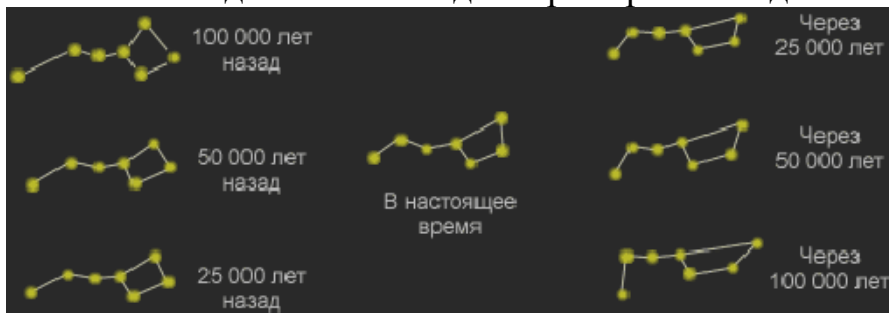 100 000 лет
назад
50 000 лет
назад
25 000 лет
назад
В настоящее
время
Через
25 000 лет
Через
50 000 лет
Через
100 000 лет